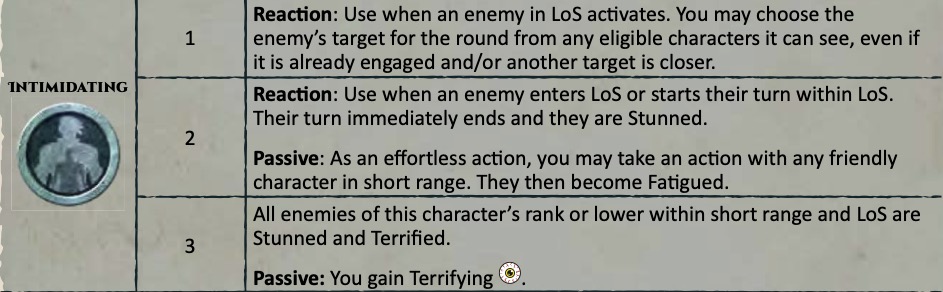 INTIMIDATING
1
Reaction: Use when an enemy in LoS activates. You may choose the
enemy’s target for the round from any eligible characters it can see, even if
it is already engaged and/or another target is closer.
2
Reaction: Use when an enemy enters LoS or starts their turn within LoS.
Their turn immediately ends and they are Stunned.
Passive: As an effortless action, you may take an action with any friendly
character in short range. They then become Fatigued.
3
All enemies of this character’s rank or lower within short range and LoS are
Stunned and Terrified.
Passive: You gain Terrifying .